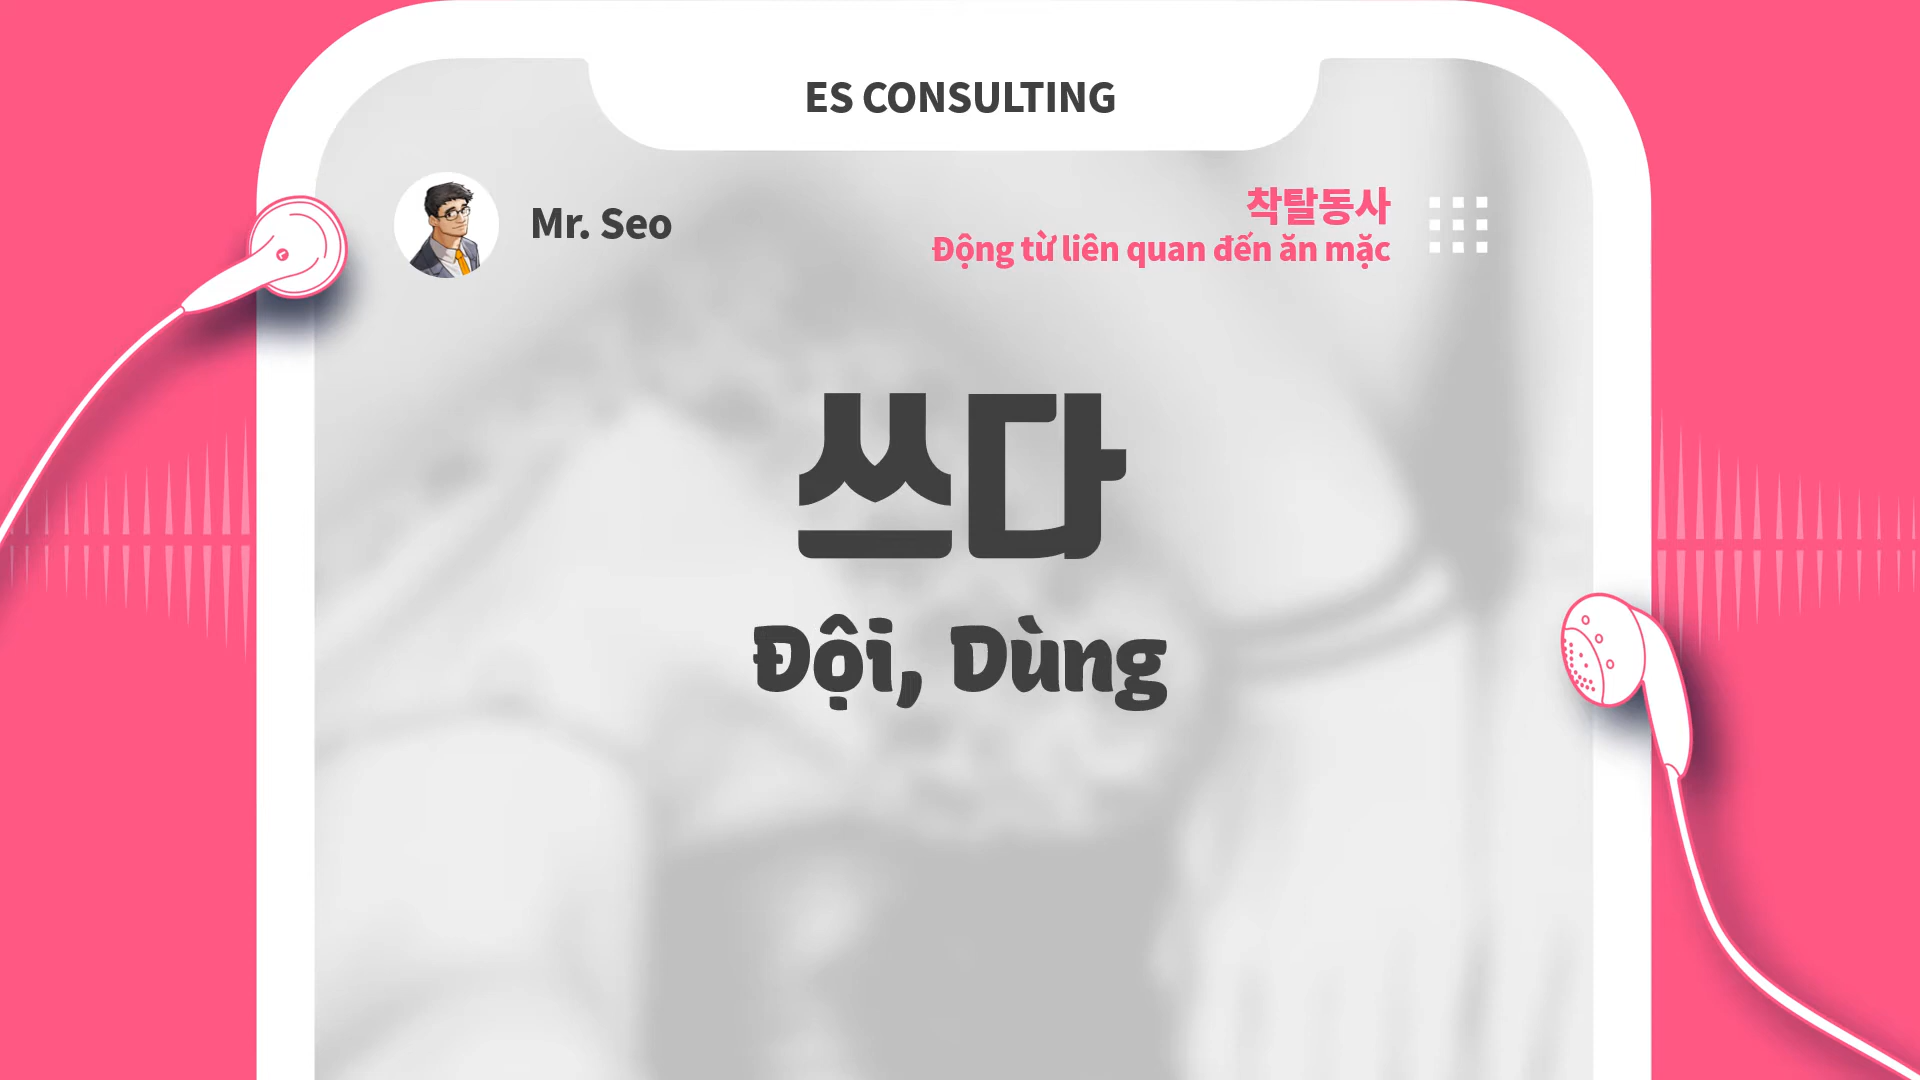 ES CONSULTING
Mr. Seo
착탈동사
Động từ liên quan đến ăn mặc
쓰다
Đội, Dùng